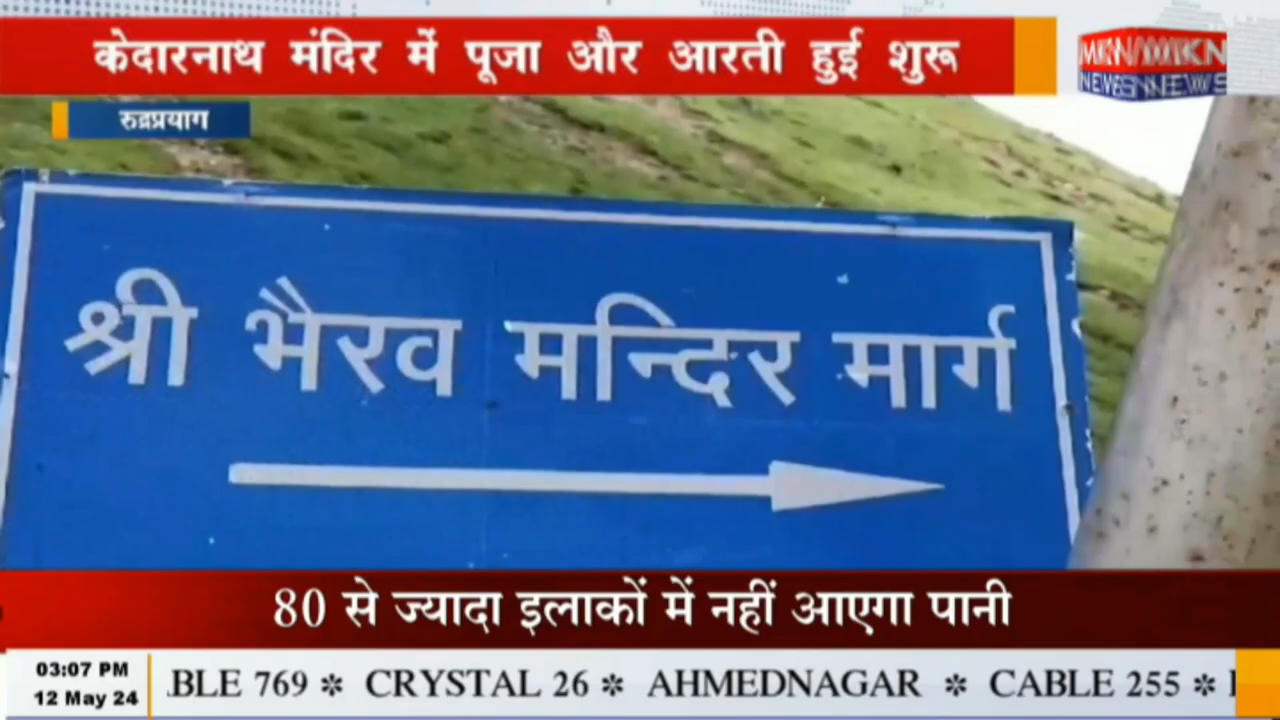 केदारनाथ मंदिर में पूजा और आरती हुई शुरू
रुद्रप्रयाग
श्री भैरव मन्दिर मार्ग
80 से ज्यादा इलाकों में नहीं आएगा पानी
03:07 PM
12 May 24
BLE 769 * CRYSTAL 26 * AHMEDNAGAR * CABLE 255 *